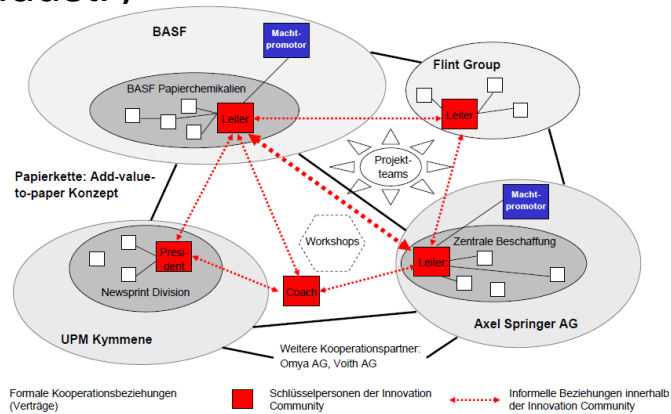 BASF
Macht-
promotor
Flint Group
BASF Papierchemikalien
Leiter
Leiter
Projekt-
teams
Papierkette: Add-value-
to-paper Konzept
Macht-
promotor
Workshops
Zentrale Beschaffung
Presi-
dent
Leiter
Newsprint Division
Coach
UPM Kymmene
Axel Springer AG
Weitere Kooperationspartner:
Omya AG, Voith AG
Formale Kooperationsbeziehungen
(Verträge)
Schlüsselpersonen der Innovation
Community
Informelle Beziehungen innerhalb
der Innovation Community